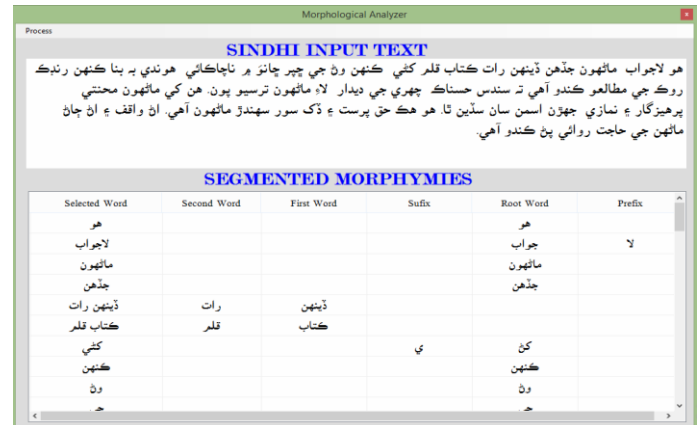 Morphological Analyzer
Process
SINDHI INPUT TEXT
هو لاجواب ماڻهون جڏهن ڏينهن رات ڪتاب قلم کڻي ڪنهن وڻ جي ڇپر ڇانوَ ۾ ناچاڪائي هوندي به بنا ڪنهن رنڊڪ
روڪ جي مطالعو ڪندو آهي ته سندس حسناڪ چهري جي ديدار لاءِ ماڻهون ترسيو پون. هن کي ماڻهون محنتي
پرهيزگار ۽ نمازي جهڙن اسمن سان سڏين ٿا. هو هڪ حق پرست ۽ ڏک سور سهندڙ ماڻهون آهي. اڻ واقف ۽ اڻ ڄاڻ
ماڻهن جي حاجت روائي پڻ ڪندو آهي.
SEGMENTED MORPHYMIES
Selected Word Second Word First Word Sufix Root Word Prefix
هو هو
لاجواب جواب لا
ماڻهون ماڻهون
جڏهن جڏهن
ڏينهن رات رات ڏينهن
ڪتاب قلم قلم ڪتاب
کڻي ي کڻ
ڪنهن ڪنهن
وڻ وڻ